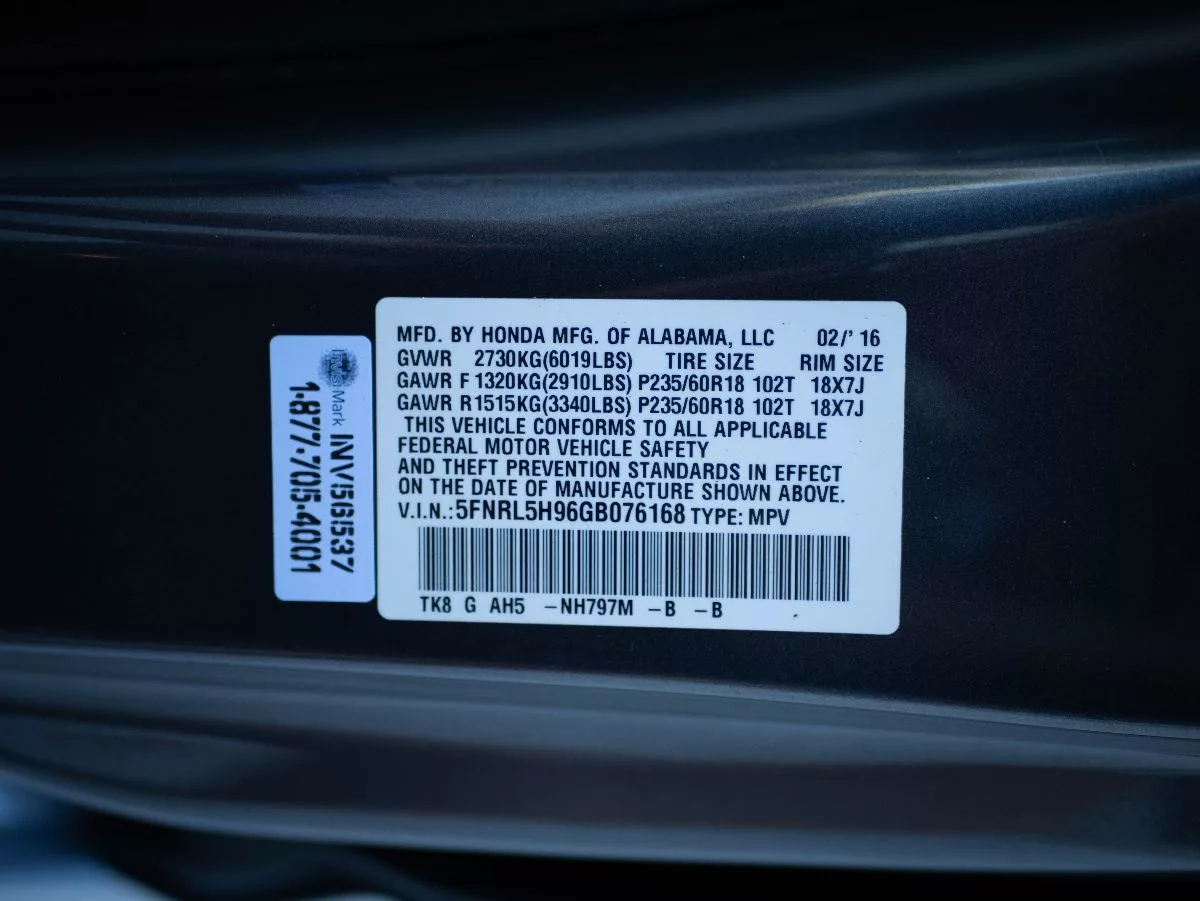 MFD. BY HONDA MFG. OF ALABAMA, LLC 02/' 16
GVWR 2730KG(6019LBS) TIRE SIZE RIM SIZE
GAWR F 1320KG(2910LBS) P235/60R18 102T 18X7J
GAWR R1515KG(3340LBS) P235/60R18 102T 18X7J
THIS VEHICLE CONFORMS TO ALL APPLICABLE
FEDERAL MOTOR VEHICLE SAFETY
AND THEFT PREVENTION STANDARDS IN EFFECT
ON THE DATE OF MANUFACTURE SHOWN ABOVE.
V.I.N.:5FNRL5H96GB076168 TYPE: MPV
TK8 G AH5 -NH797M -B -B
InvisiMark INV56537
1-877-705-4001